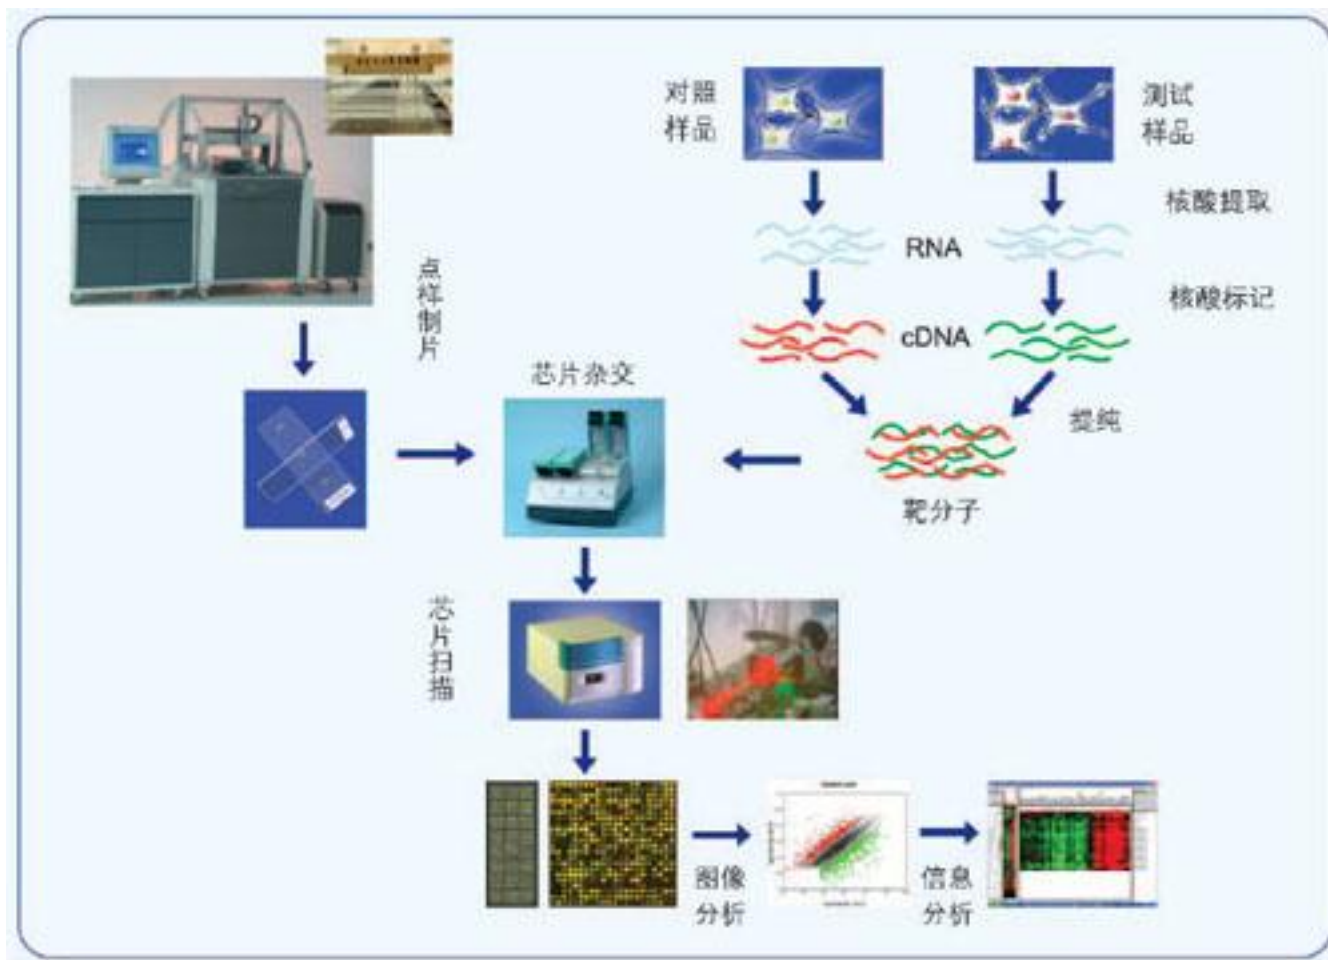 对照
样品
测试
样品
核酸提取
RNA
核酸标记
cDNA
点样制片
芯片杂交
提纯
靶分子
芯片扫描
图像
分析
信息
分析